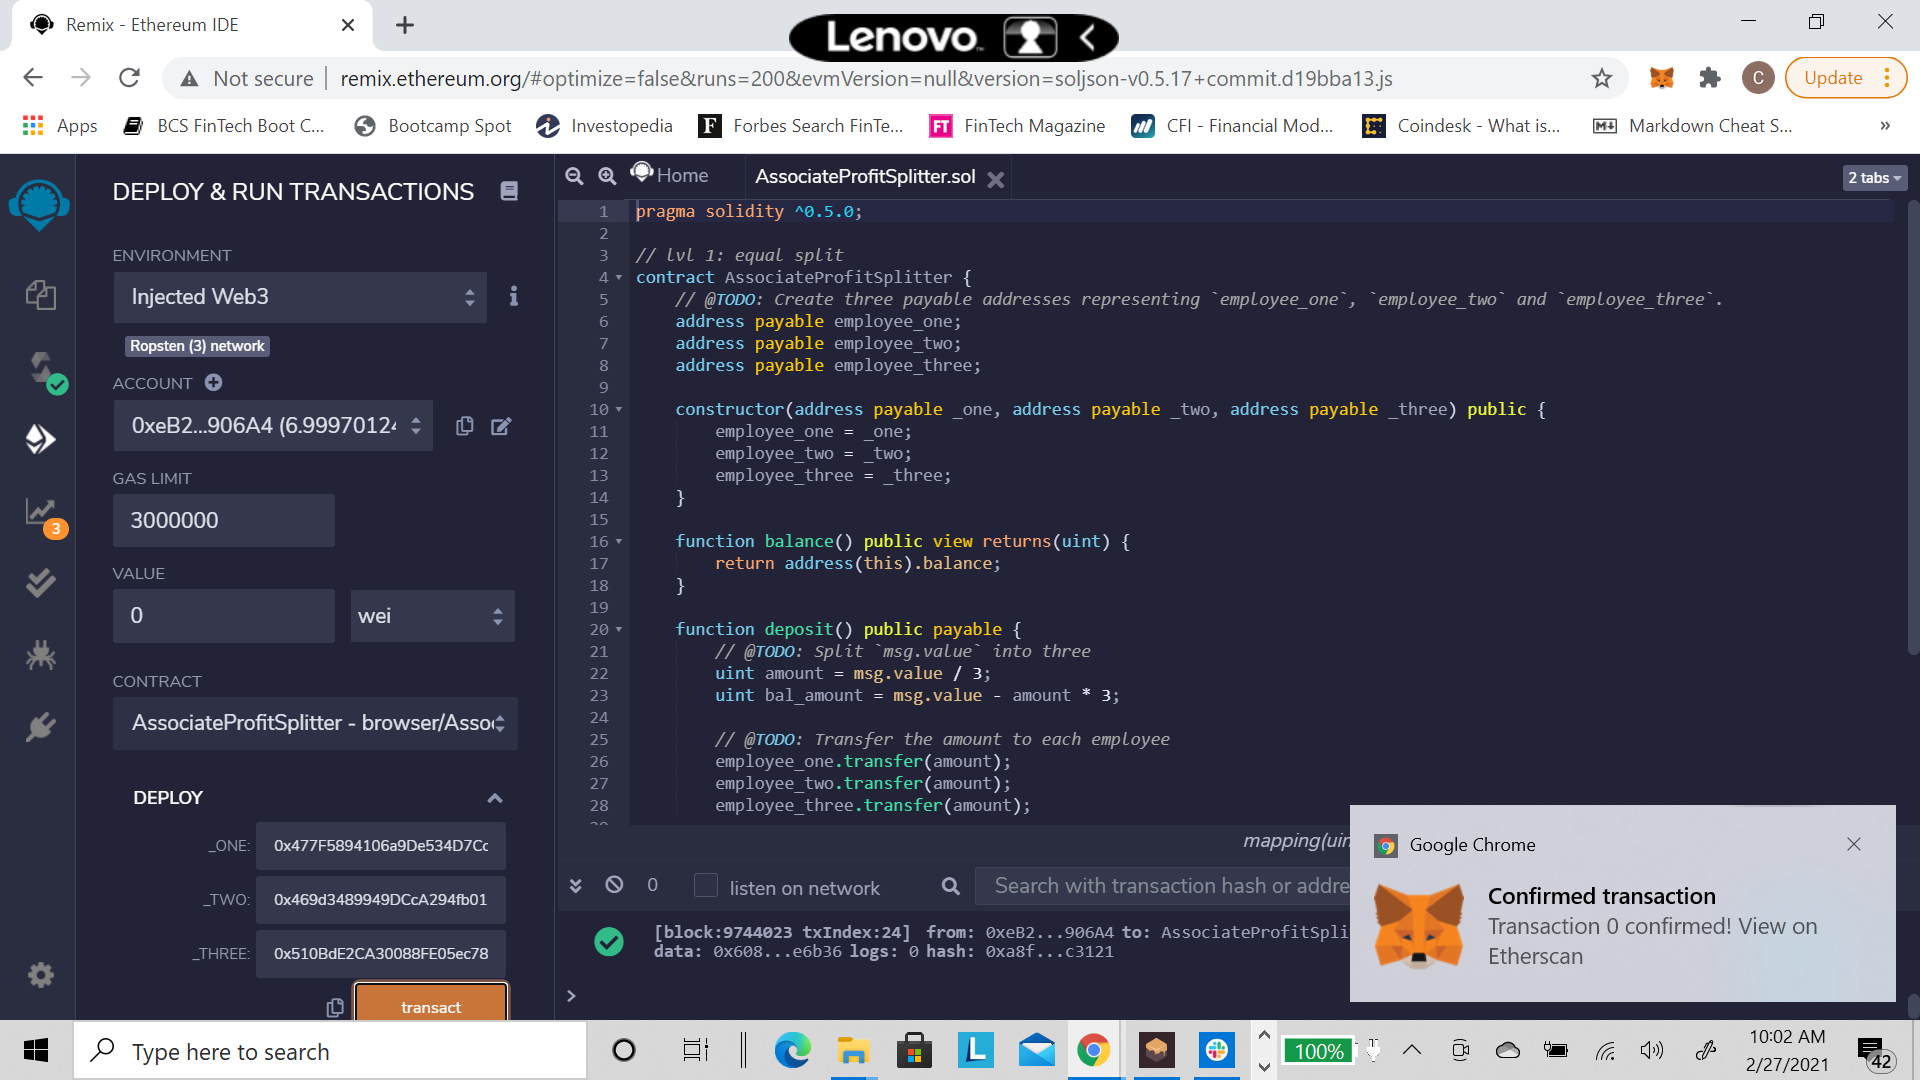 Remix - Ethereum IDE
Lenovo
Not secure | remix.ethereum.org/#optimize=false&runs=200&evmVersion=null&version=soljson-v0.5.17+commit.d19bba13.js
C
Update
Apps
BCS FinTech Boot C...
Bootcamp Spot
Investopedia
Forbes Search FinTe...
FinTech Magazine
CFI - Financial Mod...
Coindesk - What is...
Markdown Cheat S...
»
DEPLOY & RUN TRANSACTIONS
ENVIRONMENT
Injected Web3
Ropsten (3) network
ACCOUNT
0xeB2...906A4 (6.9997012
GAS LIMIT
3000000
VALUE
0
wei
CONTRACT
AssociateProfitSplitter - browser/Asso
DEPLOY
_ONE: 0x477F5894106a9De534D7Cc
_TWO: 0x469d3489949DCcA294fb01
_THREE: 0x510BdE2CA30088FE05ec78
transact
3
Home
AssociateProfitSplitter.sol
2 tabs
1 pragma solidity ^0.5.0;
2
3 // lvl 1: equal split
4 contract AssociateProfitSplitter {
5 // @TODO: Create three payable addresses representing `employee_one`, `employee_two` and `employee_three`.
6 address payable employee_one;
7 address payable employee_two;
8 address payable employee_three;
9
10 constructor(address payable _one, address payable _two, address payable _three) public {
11 employee_one = _one;
12 employee_two = _two;
13 employee_three = _three;
14 }
15
16 function balance() public view returns(uint) {
17 return address(this).balance;
18 }
19
20 function deposit() public payable {
21 // @TODO: Split `msg.value` into three
22 uint amount = msg.value / 3;
23 uint bal_amount = msg.value - amount * 3;
24
25 // @TODO: Transfer the amount to each employee
26 employee_one.transfer(amount);
27 employee_two.transfer(amount);
28 employee_three.transfer(amount);
mapping(uin
0
listen on network
Search with transaction hash or addre
[block:9744023 txIndex:24] from: 0xeB2...906A4 to: AssociateProfitSpli
data: 0x608...e6b36 logs: 0 hash: 0xa8f...c3121
>
Google Chrome
Confirmed transaction
Transaction 0 confirmed! View on
Etherscan
Type here to search
100%
10:02 AM
2/27/2021
42